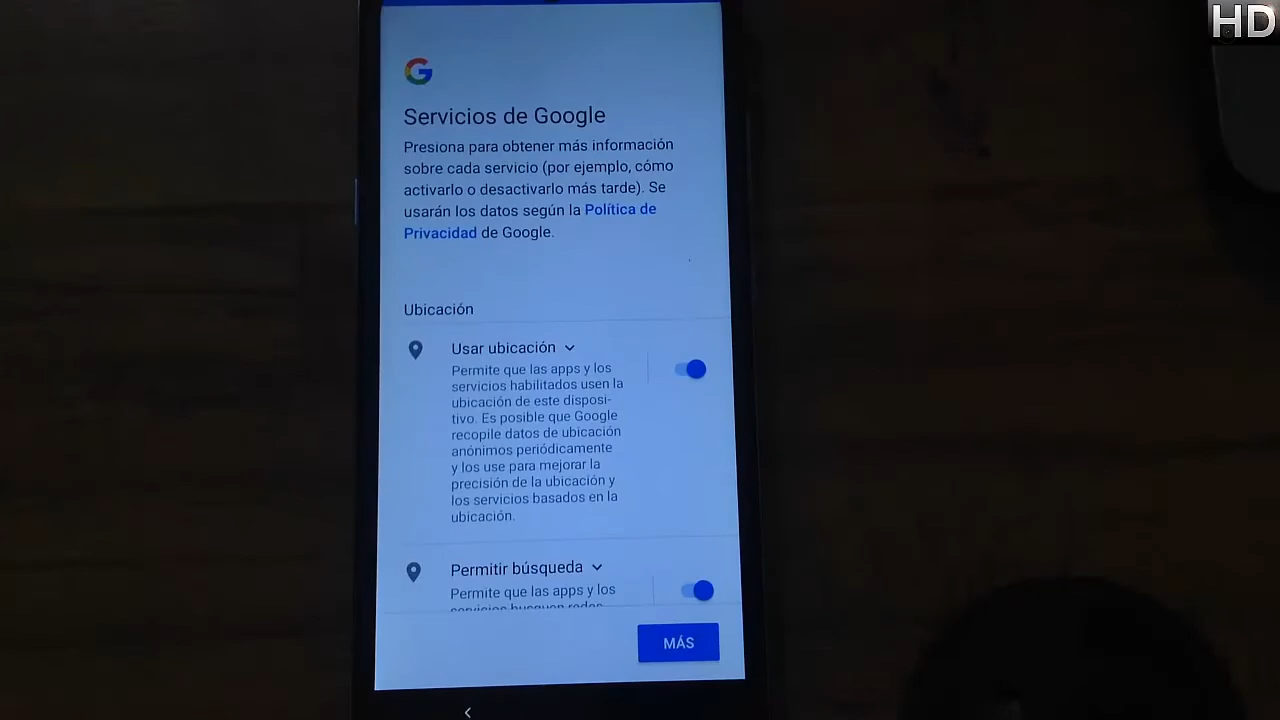 HD
Servicios de Google
Presiona para obtener más información
sobre cada servicio (por ejemplo, cómo
activarlo o desactivarlo más tarde). Se
usarán los datos según la Política de
Privacidad de Google.
Ubicación
Usar ubicación
Permite que las apps y los
servicios habilitados usen la
ubicación de este disposi-
tivo. Es posible que Google
recopile datos de ubicación
anónimos periódicamente
y los use para mejorar la
precisión de la ubicación y
los servicios basados en la
ubicación.
Permitir búsqueda
Permite que las apps y los
servicios busquen redes
MÁS